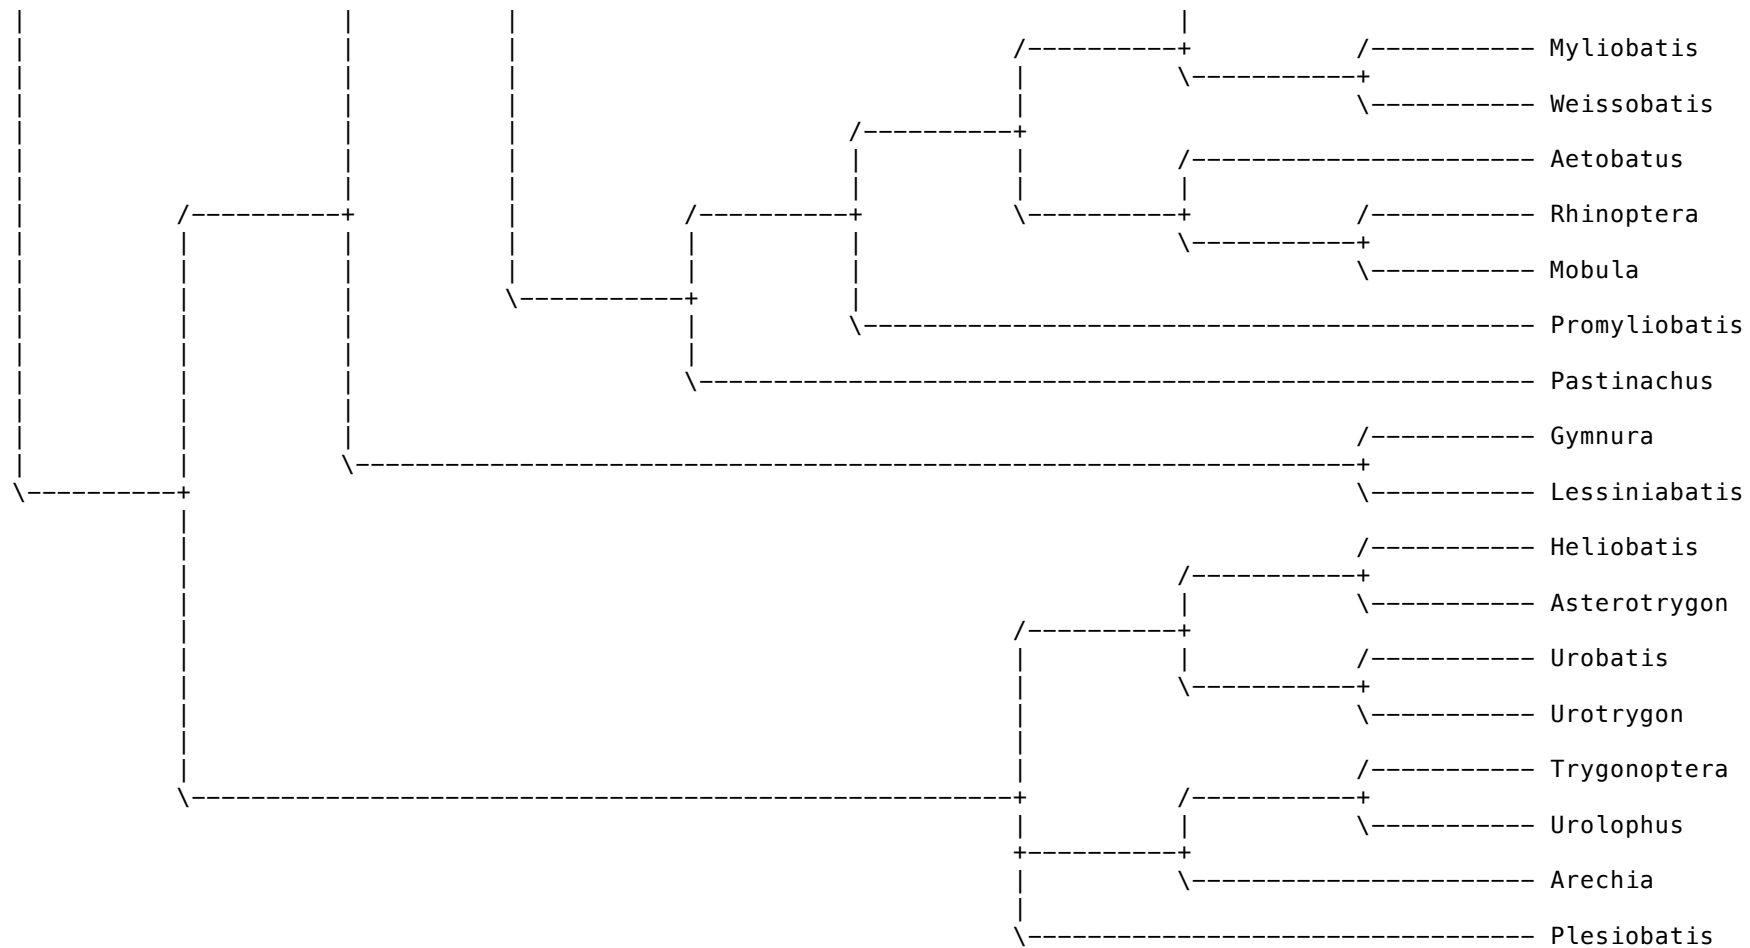 Myliobatis
Weissobatis
Aetobatus
Rhinoptera
Mobula
Promyliobatis
Pastinachus
Gymnura
Lessiniabatis
Heliobatis
Asterotrygon
Urobatis
Urotrygon
Trygonoptera
Urolophus
Arechia
Plesiobatis